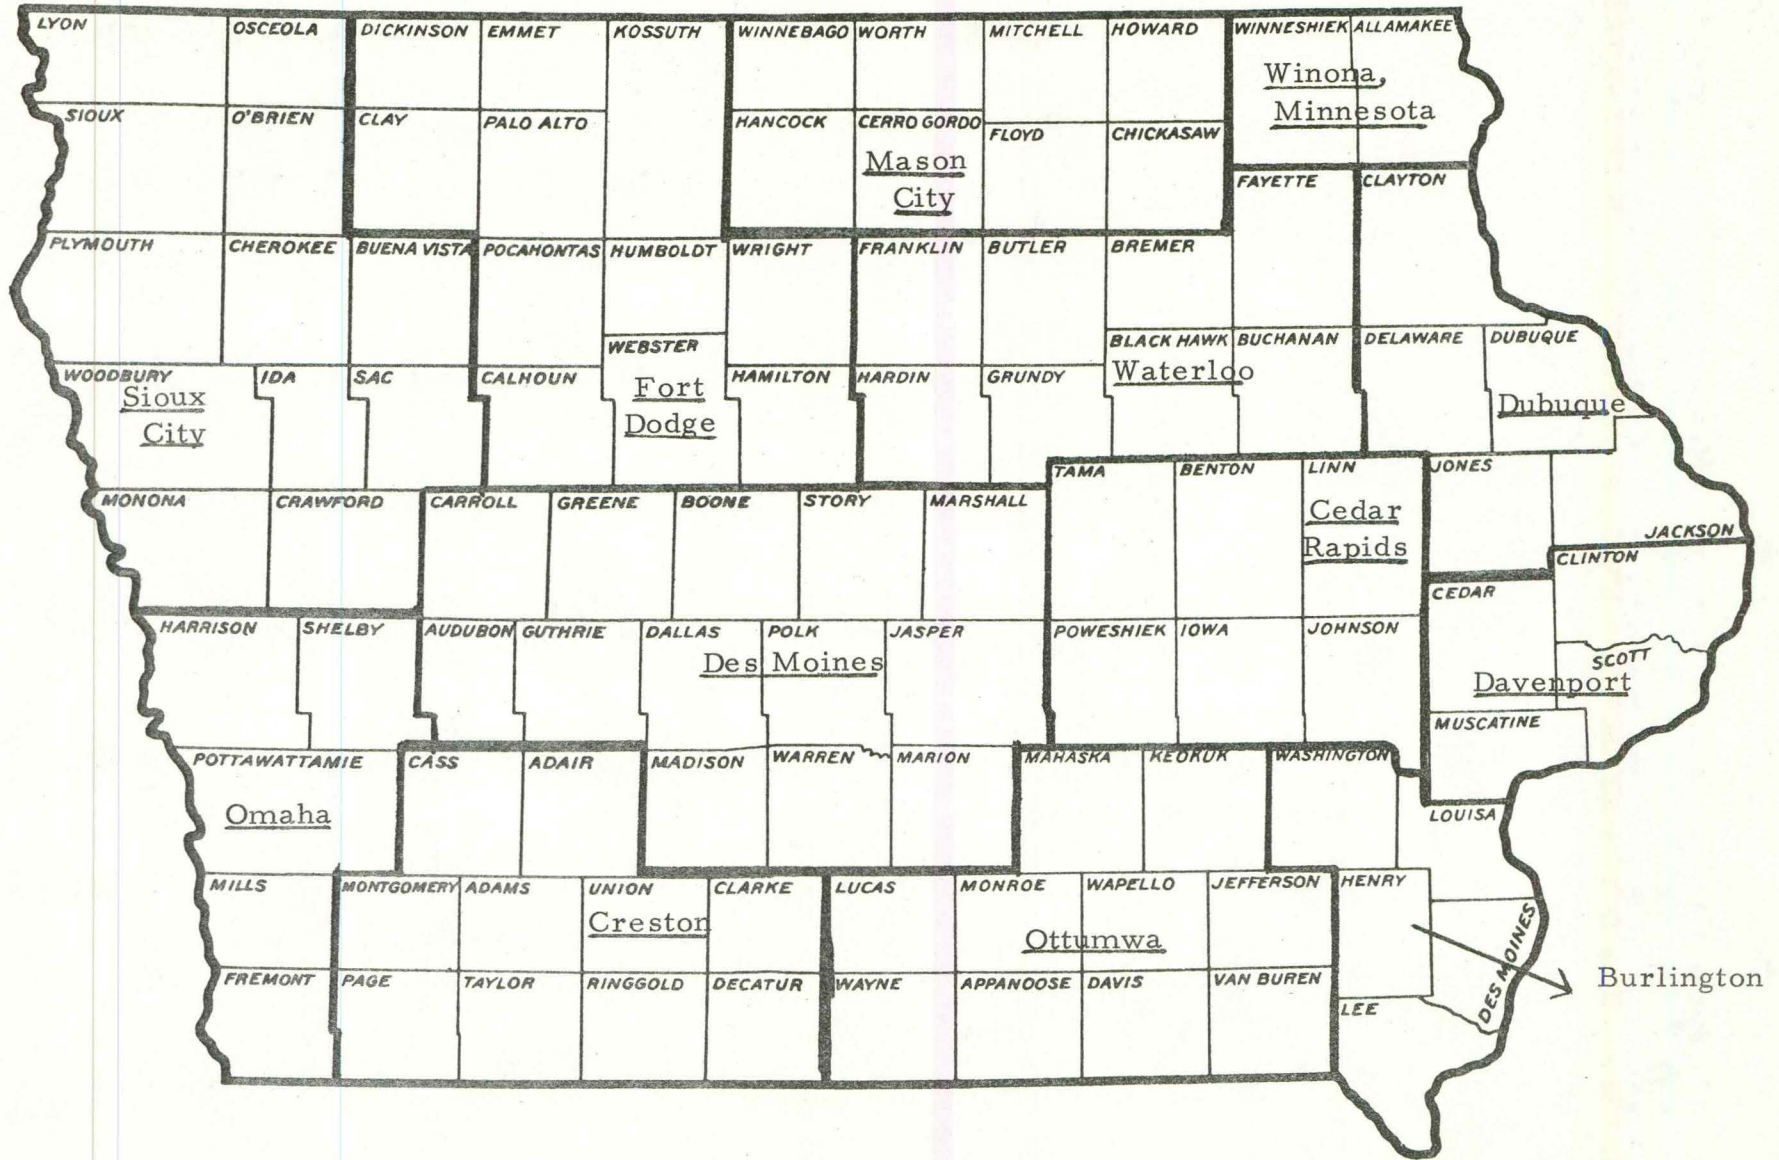 LYON OSCEOLA DICKINSON EMMET KOSSUTH WINNEBAGO WORTH MITCHELL HOWARD WINNESHIEK ALLAMAKEE
Winona,
Minnesota
SIOUX O'BRIEN CLAY PALO ALTO HANCOCK CERRO GORDO FLOYD CHICKASAW
Mason
City
FAYETTE CLAYTON
PLYMOUTH CHEROKEE BUENA VISTA POCAHONTAS HUMBOLDT WRIGHT FRANKLIN BUTLER BREMER
WEBSTER BLACK HAWK BUCHANAN DELAWARE DUBUQUE
WOODBURY IDA SAC CALHOUN HAMILTON HARDIN GRUNDY
Waterloo
Sioux
City
Fort
Dodge
Dubuque
TAMA BENTON LINN JONES
MONONA CRAWFORD CARROLL GREENE BOONE STORY MARSHALL
Cedar
Rapids
JACKSON
CLINTON
CEDAR
HARRISON SHELBY AUDUBON GUTHRIE DALLAS POLK JASPER POWESHIEK IOWA JOHNSON
Des Moines
SCOTT
Davenport
MUSCATINE
POTTAWATTAMIE CASS ADAIR MADISON WARREN MARION MAHASKA KEOKUK WASHINGTON
Omaha
LOUISA
MILLS MONTGOMERY ADAMS UNION CLARKE LUCAS MONROE WAPELLO JEFFERSON HENRY
Creston
Ottumwa
DES MOINES
Burlington
FREMONT PAGE TAYLOR RINGGOLD DECATUR WAYNE APPANOOSE DAVIS VAN BUREN
LEE